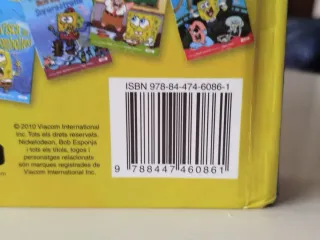 ISBN 978-84-474-6086-1
© 2010 Viacom International
Inc. Tots els drets reservats.
Nickelodeon, Bob Esponja
i tots els títols, logos i
personatges relacionats
són marques registrades de
Viacom International Inc.
9 788447 460861